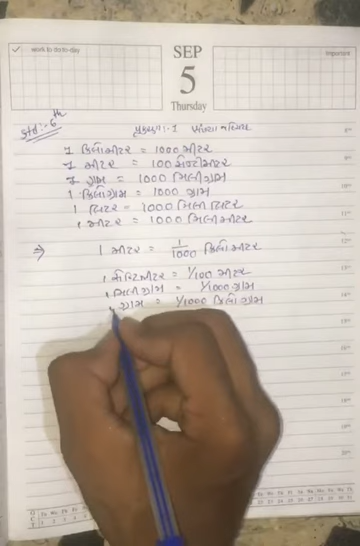 work to do to-day
SEP
5
Thursday
important
Std:- 6th
પ્રકરણ : 1 સંખ્યા પરિચય
1 કિલોમીટર = 1000 મીટર
1 મીટર = 100 સેન્ટીમીટર
1 ગ્રામ = 1000 મિલીગ્રામ
1 કિલોગ્રામ = 1000 ગ્રામ
1 લિટર = 1000 મિલિ લિટર
1 મીટર = 1000 મિલીમીટર
⇒ 1 મીટર = 1/1000 કિલોમીટર
1 સેન્ટિમીટર = 1/100 મીટર
1 મિલીગ્રામ = 1/1000 ગ્રામ
1 ગ્રામ = 1/1000 કિલો ગ્રામ